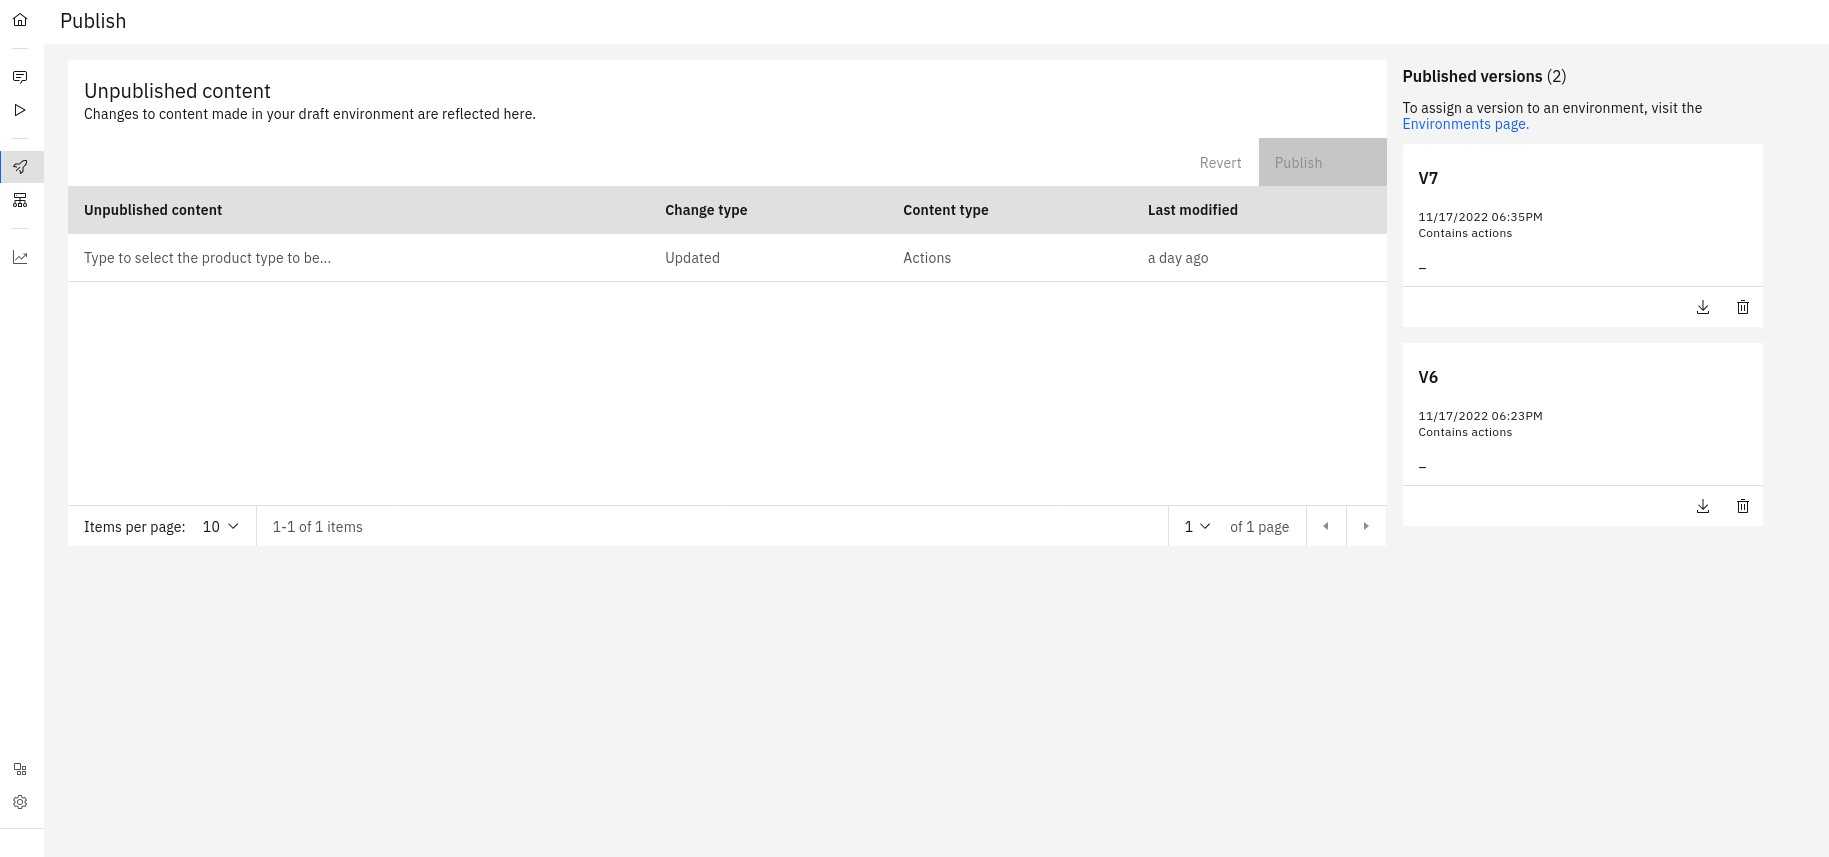 Publish
Unpublished content
Changes to content made in your draft environment are reflected here.
Revert
Publish
Unpublished content Change type Content type Last modified
Type to select the product type to be... Updated Actions a day ago
Items per page: 10 1-1 of 1 items 1 of 1 page
Published versions (2)
To assign a version to an environment, visit the
Environments page.
V7
11/17/2022 06:35PM
Contains actions
–
V6
11/17/2022 06:23PM
Contains actions
–